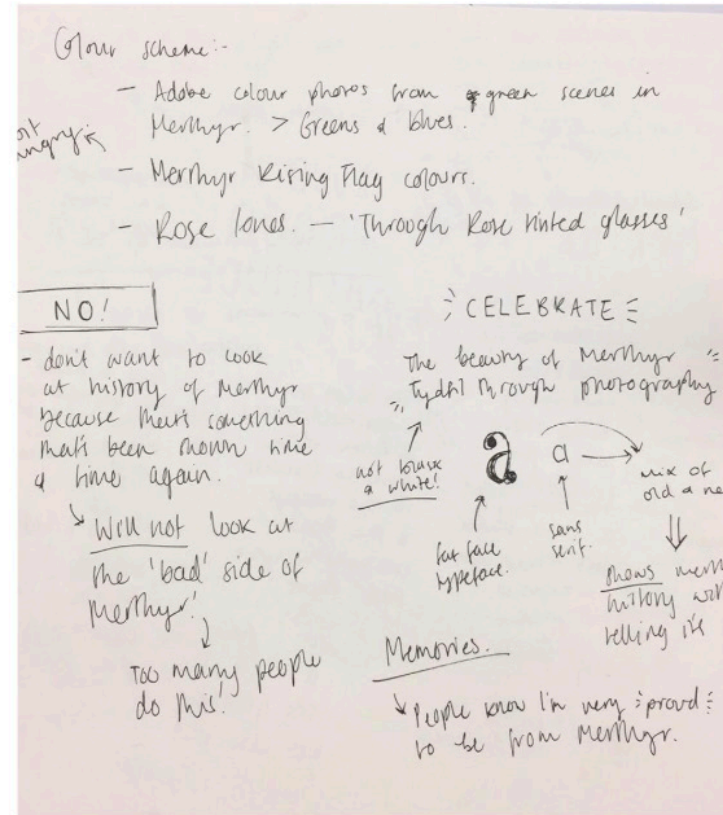 Colour scheme:-
- Adobe colour photos from green scenes in
Merthyr. > Greens & blues.
- Merthyr Rising Flag colours.
- Rose tones. - 'Through Rose tinted glasses'
NO!
- don't want to look
at history of Merthyr
because that's something
that's been shown time
& time again.
Will not look at
the 'bad' side of
Merthyr!
Too many people
do this!
CELEBRATE
The beauty of Merthyr
Tydfil through photography
not black
& white!
a
a
fat face
typeface.
sans
serif.
mix of
old a
shows
history
telling
Memories.
People know I'm very proud
to be from Merthyr.